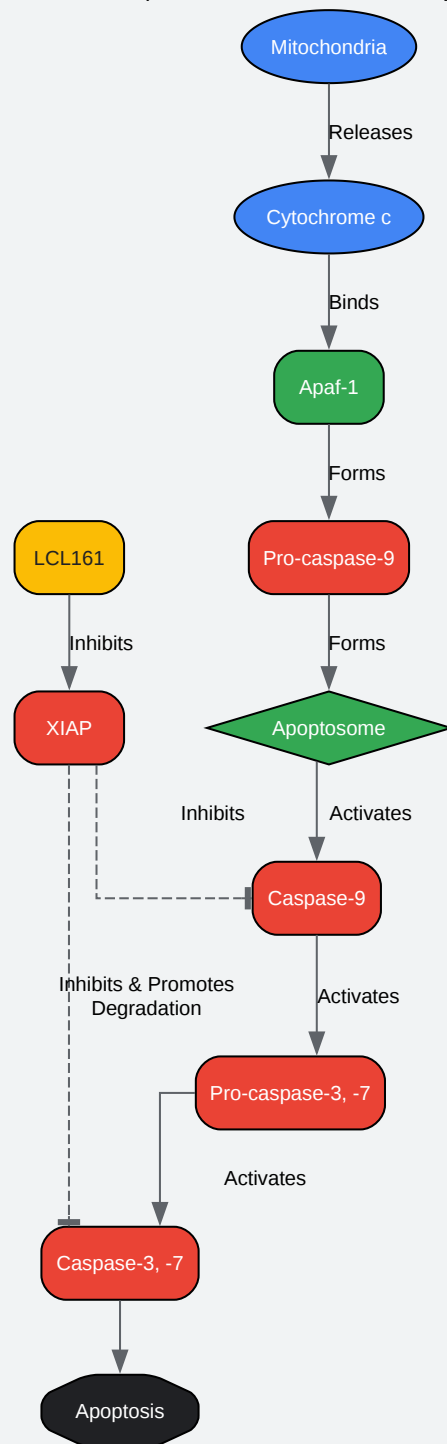 Mitochondria
Releases
Cytochrome c
Binds
Apaf-1
Forms
LCL161
Pro-caspase-9
Inhibits
Forms
XIAP
Apoptosome
Inhibits
Activates
Caspase-9
Inhibits & Promotes
Degradation
Activates
Pro-caspase-3, -7
Activates
Caspase-3, -7
Apoptosis